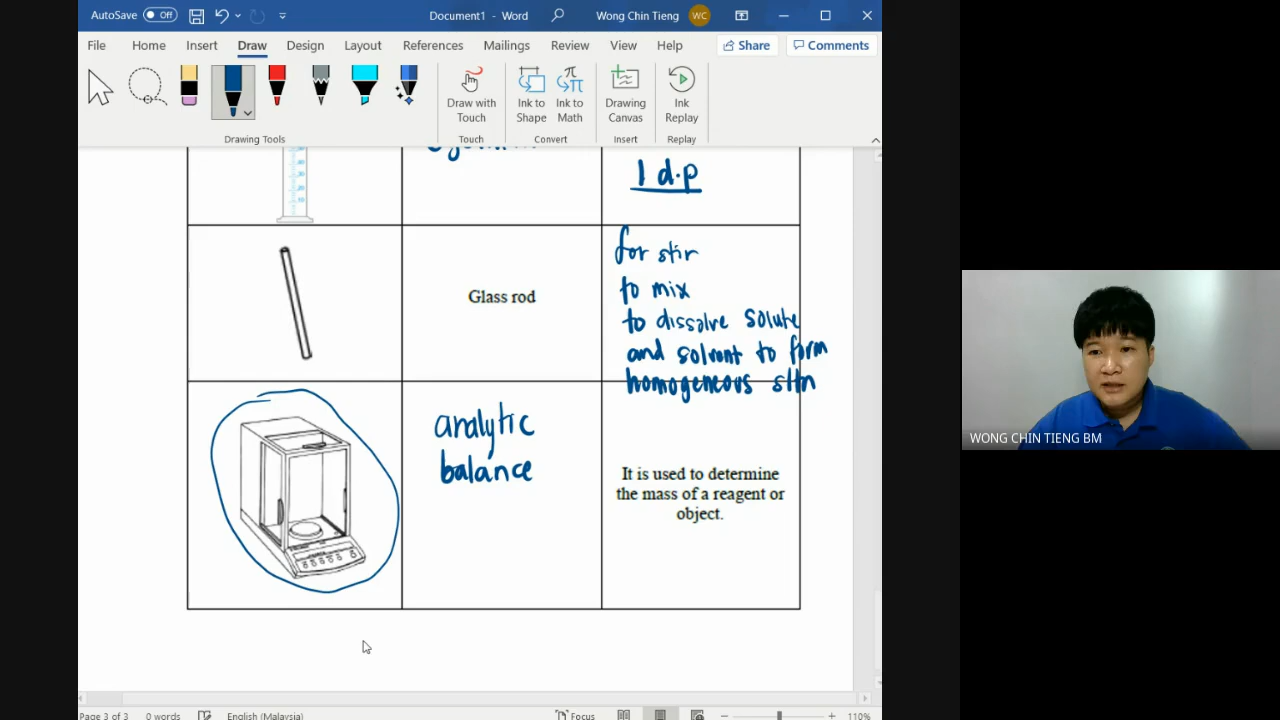 AutoSave Off
Document1 - Word
Wong Chin Tieng WC
File Home Insert Draw Design Layout References Mailings Review View Help Share Comments
Draw with Touch
Ink to Shape
Ink to Math
Drawing Canvas
Ink Replay
Drawing Tools Touch Convert Insert Replay
1 d.p
Glass rod
for stir
to mix
to dissolve solute
and solvent to form
homogeneous sltn
analytic
balance
It is used to determine
the mass of a reagent or
object.
WONG CHIN TIENG BM
Page 3 of 3 0 words English (Malaysia) Focus 110%